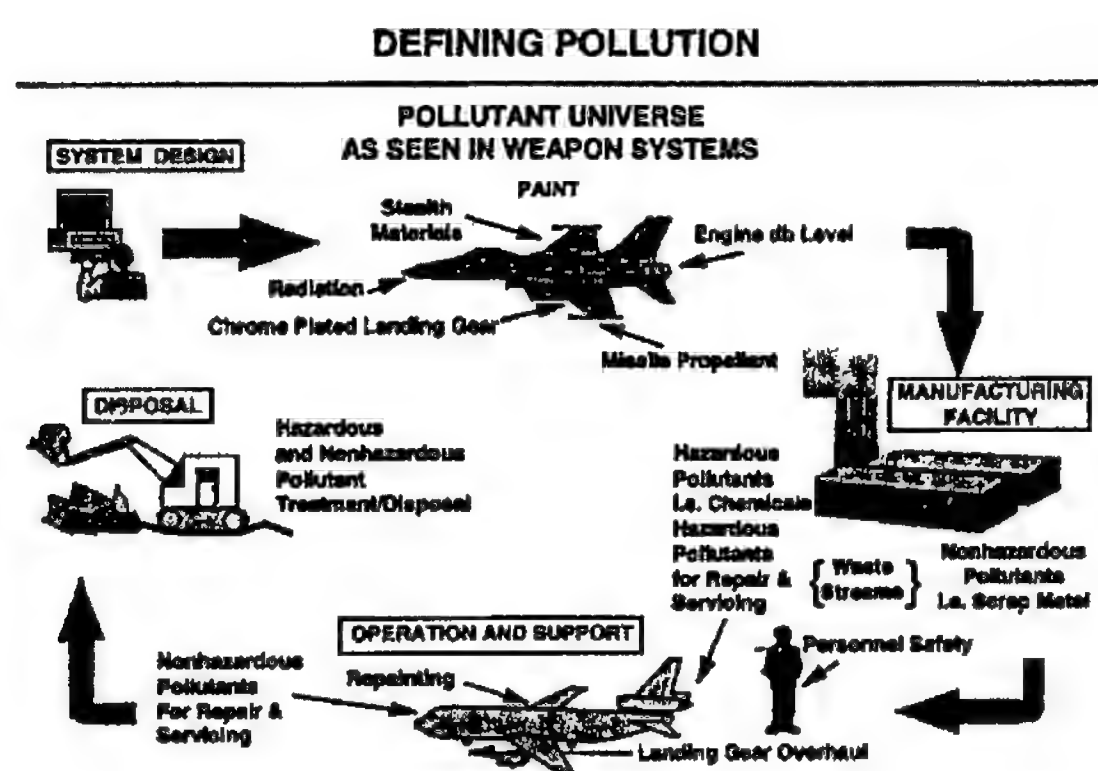 DEFINING POLLUTION
POLLUTANT UNIVERSE
AS SEEN IN WEAPON SYSTEMS
SYSTEM DESIGN
PAINT
Stealth
Materials
Engine db Level
Radiation
Chrome Plated Landing Gear
Missile Propellant
MANUFACTURING
FACILITY
DISPOSAL
Hazardous
and Nonhazardous
Pollutant
Treatment/Disposal
Hazardous
Pollutants
i.e. Chemicals
Hazardous
Pollutants
for Repair &
Servicing
{ Waste
Streams }
Nonhazardous
Pollutants
i.e. Scrap Metal
OPERATION AND SUPPORT
Personnel Safety
Nonhazardous
Pollutants
For Repair &
Servicing
Repainting
Landing Gear Overhaul